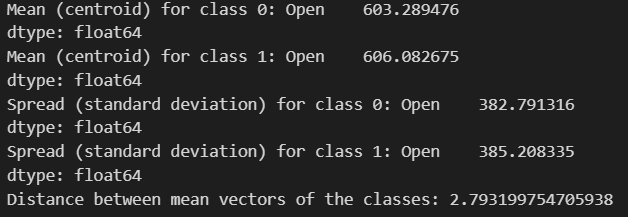 Mean (centroid) for class 0: Open    603.289476
dtype: float64
Mean (centroid) for class 1: Open    606.082675
dtype: float64
Spread (standard deviation) for class 0: Open    382.791316
dtype: float64
Spread (standard deviation) for class 1: Open    385.208335
dtype: float64
Distance between mean vectors of the classes: 2.793199754705938